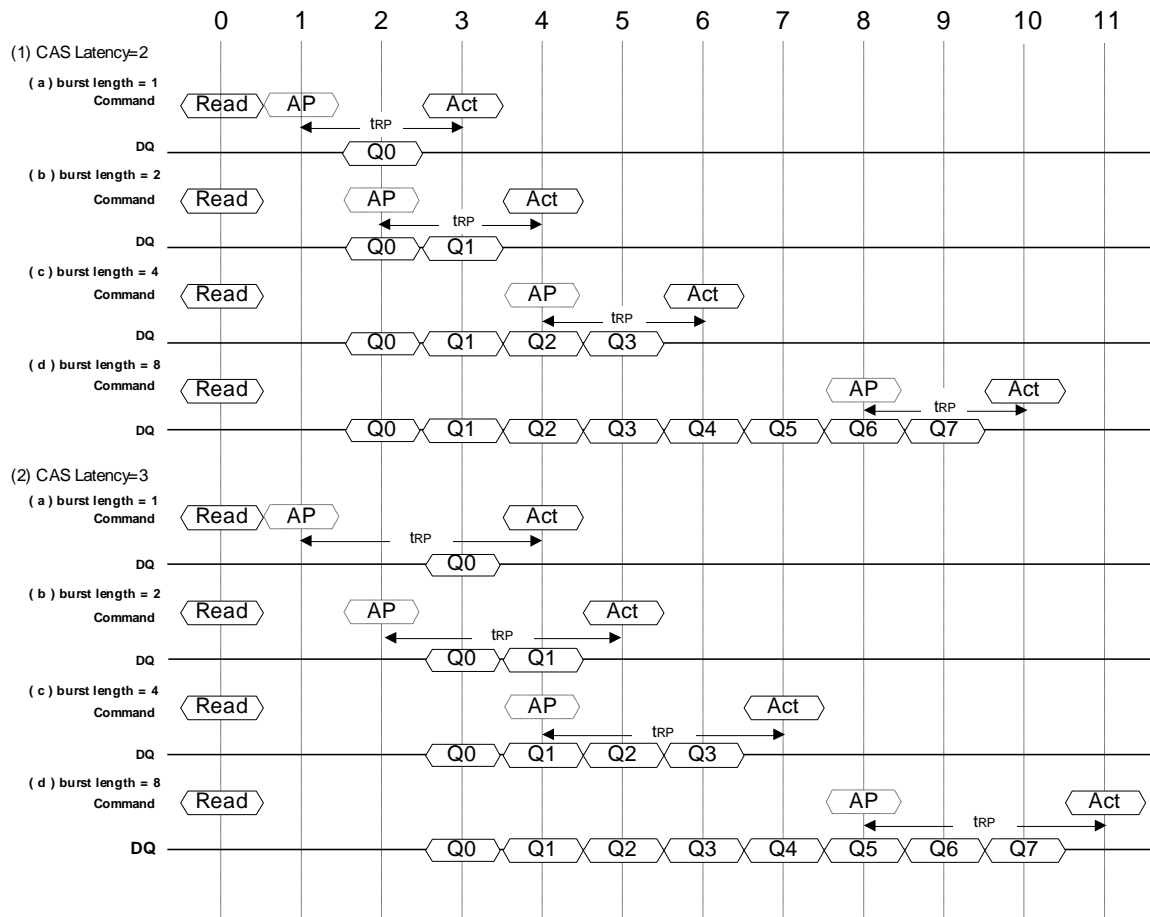 0 1 2 3 4 5 6 7 8 9 10 11
(1) CAS Latency=2
( a ) burst length = 1
Command Read AP Act
tRP
DQ Q0
( b ) burst length = 2
Command Read AP Act
tRP
DQ Q0 Q1
( c ) burst length = 4
Command Read AP Act
tRP
DQ Q0 Q1 Q2 Q3
( d ) burst length = 8
Command Read AP Act
tRP
DQ Q0 Q1 Q2 Q3 Q4 Q5 Q6 Q7
(2) CAS Latency=3
( a ) burst length = 1
Command Read AP Act
tRP
DQ Q0
( b ) burst length = 2
Command Read AP Act
tRP
DQ Q0 Q1
( c ) burst length = 4
Command Read AP Act
tRP
DQ Q0 Q1 Q2 Q3
( d ) burst length = 8
Command Read AP Act
tRP
DQ Q0 Q1 Q2 Q3 Q4 Q5 Q6 Q7